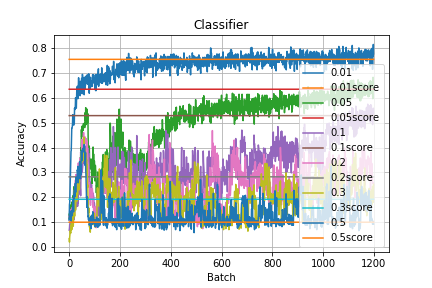 Classifier
Accuracy
0.8
0.7
0.6
0.5
0.4
0.3
0.2
0.1
0.0
0.01
0.01score
0.05
0.05score
0.1
0.1score
0.2
0.2score
0.3
0.3score
0.5
0.5score
0
200
400
600
800
1000
1200
Batch